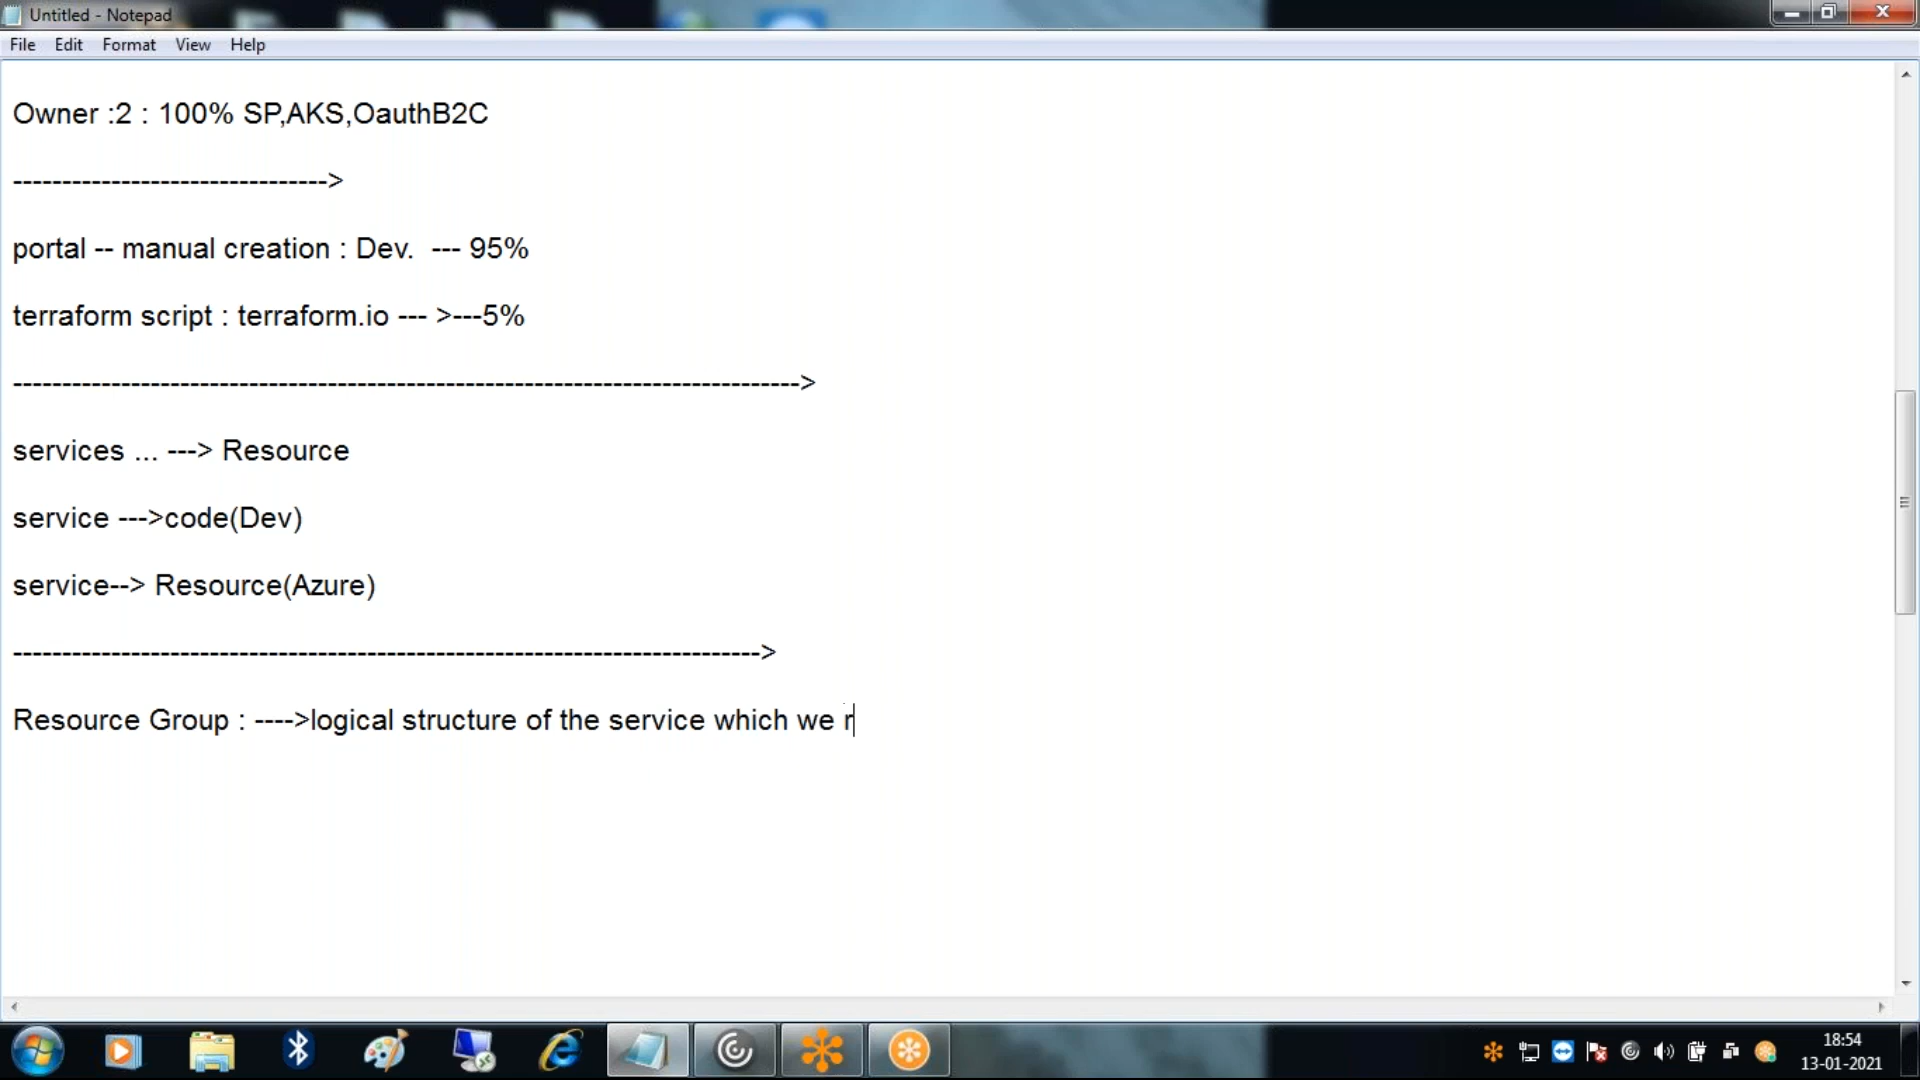 Untitled - Notepad
File Edit Format View Help
Owner :2 : 100% SP,AKS,OauthB2C
-------------------------------->
portal -- manual creation : Dev.  --- 95%
terraform script : terraform.io --- >---5%
-------------------------------------------------------------------------------->
services ... ---> Resource
service --->code(Dev)
service--> Resource(Azure)
---------------------------------------------------------------------------->
Resource Group : ---->logical structure of the service which we r
18:54
13-01-2021